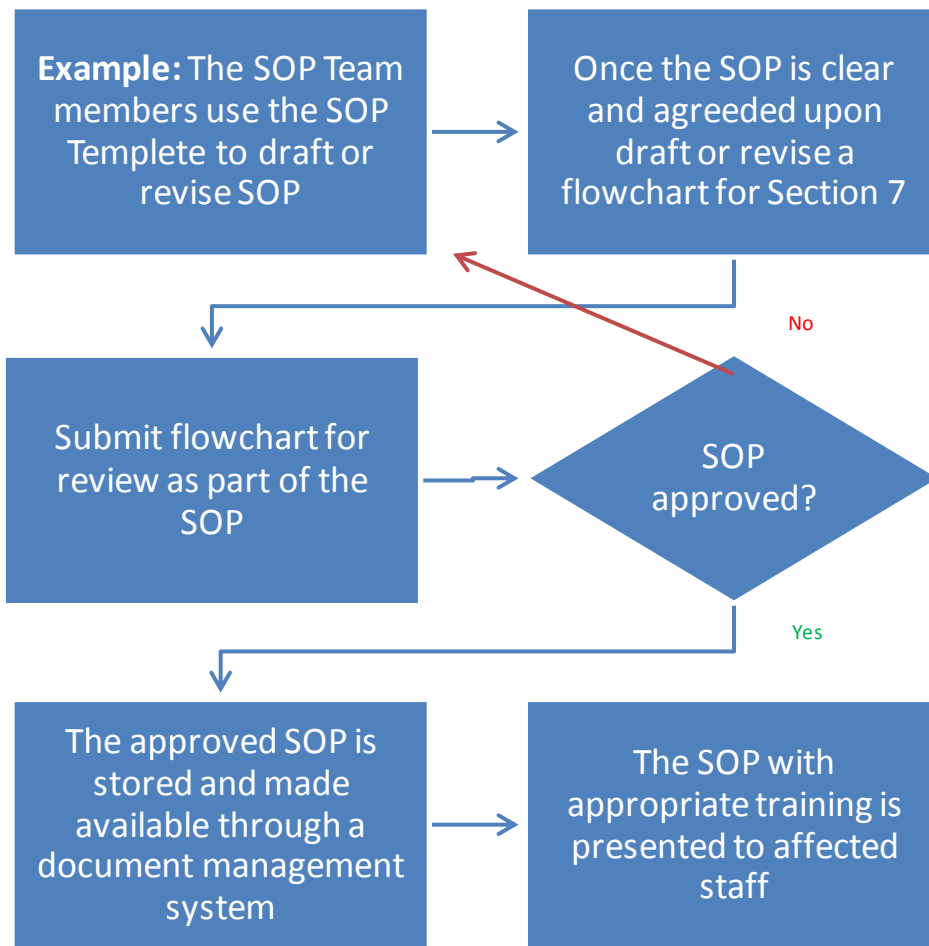 Example: The SOP Team
members use the SOP
Templete to draft or
revise SOP
Once the SOP is clear
and agreeded upon
draft or revise a
flowchart for Section 7
No
Submit flowchart for
review as part of the
SOP
SOP
approved?
Yes
The approved SOP is
stored and made
available through a
document management
system
The SOP with
appropriate training is
presented to affected
staff